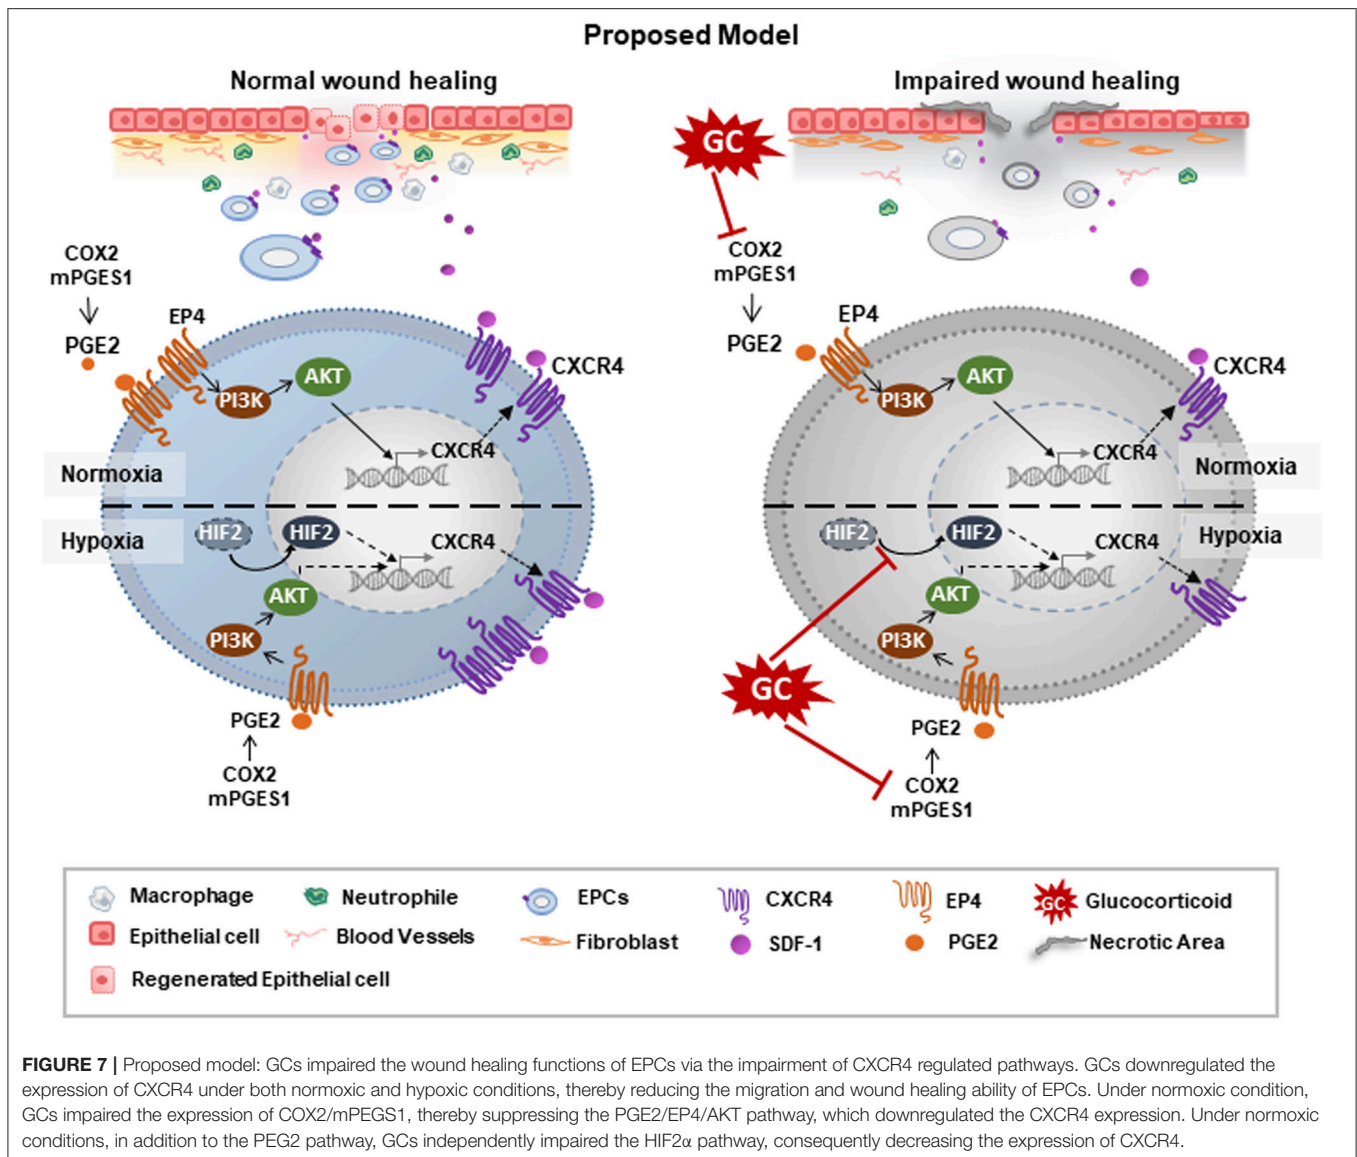 Proposed Model
Normal wound healing
COX2
mPGES1
PGE2
EP4
PI3K
AKT
CXCR4
CXCR4
Normoxia
Hypoxia
HIF2
HIF2
CXCR4
AKT
PI3K
PGE2
COX2
mPGES1
Impaired wound healing
GC
COX2
mPGES1
PGE2
EP4
PI3K
AKT
CXCR4
CXCR4
Normoxia
Hypoxia
HIF2
HIF2
CXCR4
AKT
PI3K
GC
PGE2
COX2
mPGES1
Macrophage
Neutrophile
EPCs
CXCR4
EP4
GC
Glucocorticoid
Epithelial cell
Blood Vessels
Fibroblast
SDF-1
PGE2
Necrotic Area
Regenerated Epithelial cell
FIGURE 7 | Proposed model: GCs impaired the wound healing functions of EPCs via the impairment of CXCR4 regulated pathways. GCs downregulated the
expression of CXCR4 under both normoxic and hypoxic conditions, thereby reducing the migration and wound healing ability of EPCs. Under normoxic condition,
GCs impaired the expression of COX2/mPEGS1, thereby suppressing the PGE2/EP4/AKT pathway, which downregulated the CXCR4 expression. Under normoxic
conditions, in addition to the PEG2 pathway, GCs independently impaired the HIF2α pathway, consequently decreasing the expression of CXCR4.